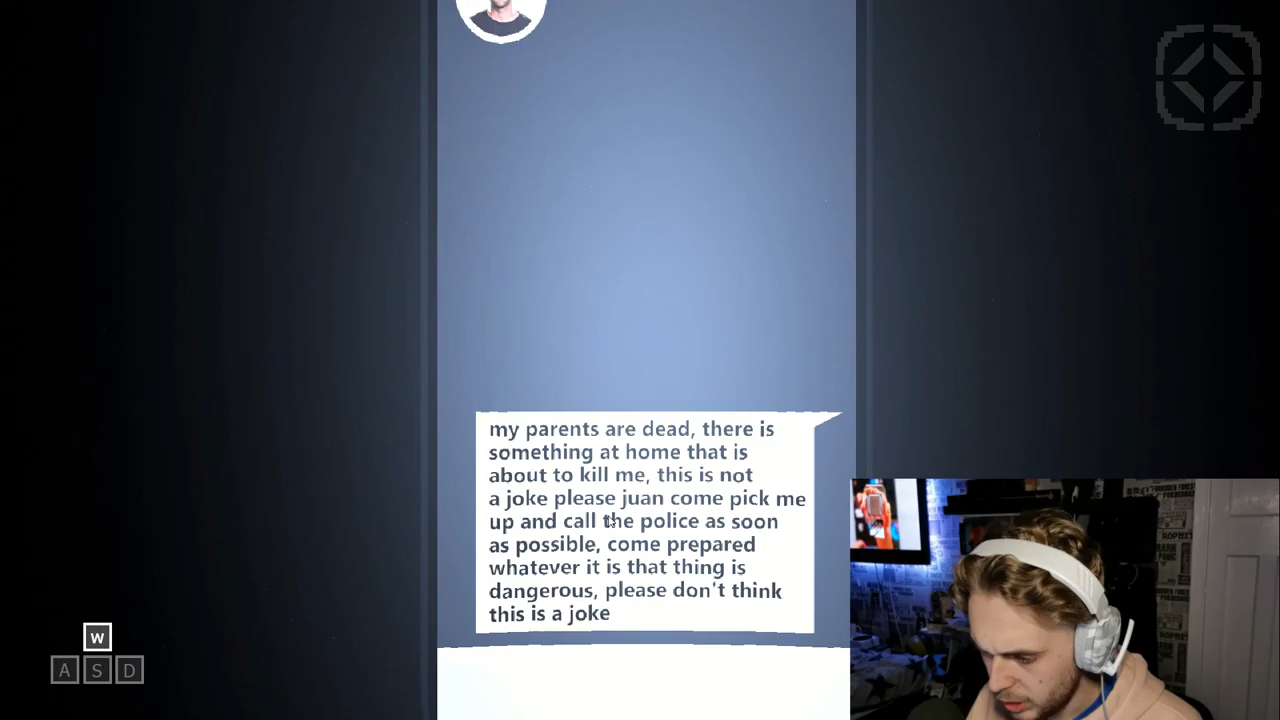 my parents are dead, there is
something at home that is
about to kill me, this is not
a joke please juan come pick me
up and call the police as soon
as possible, come prepared
whatever it is that thing is
dangerous, please don't think
this is a joke
W
A S D